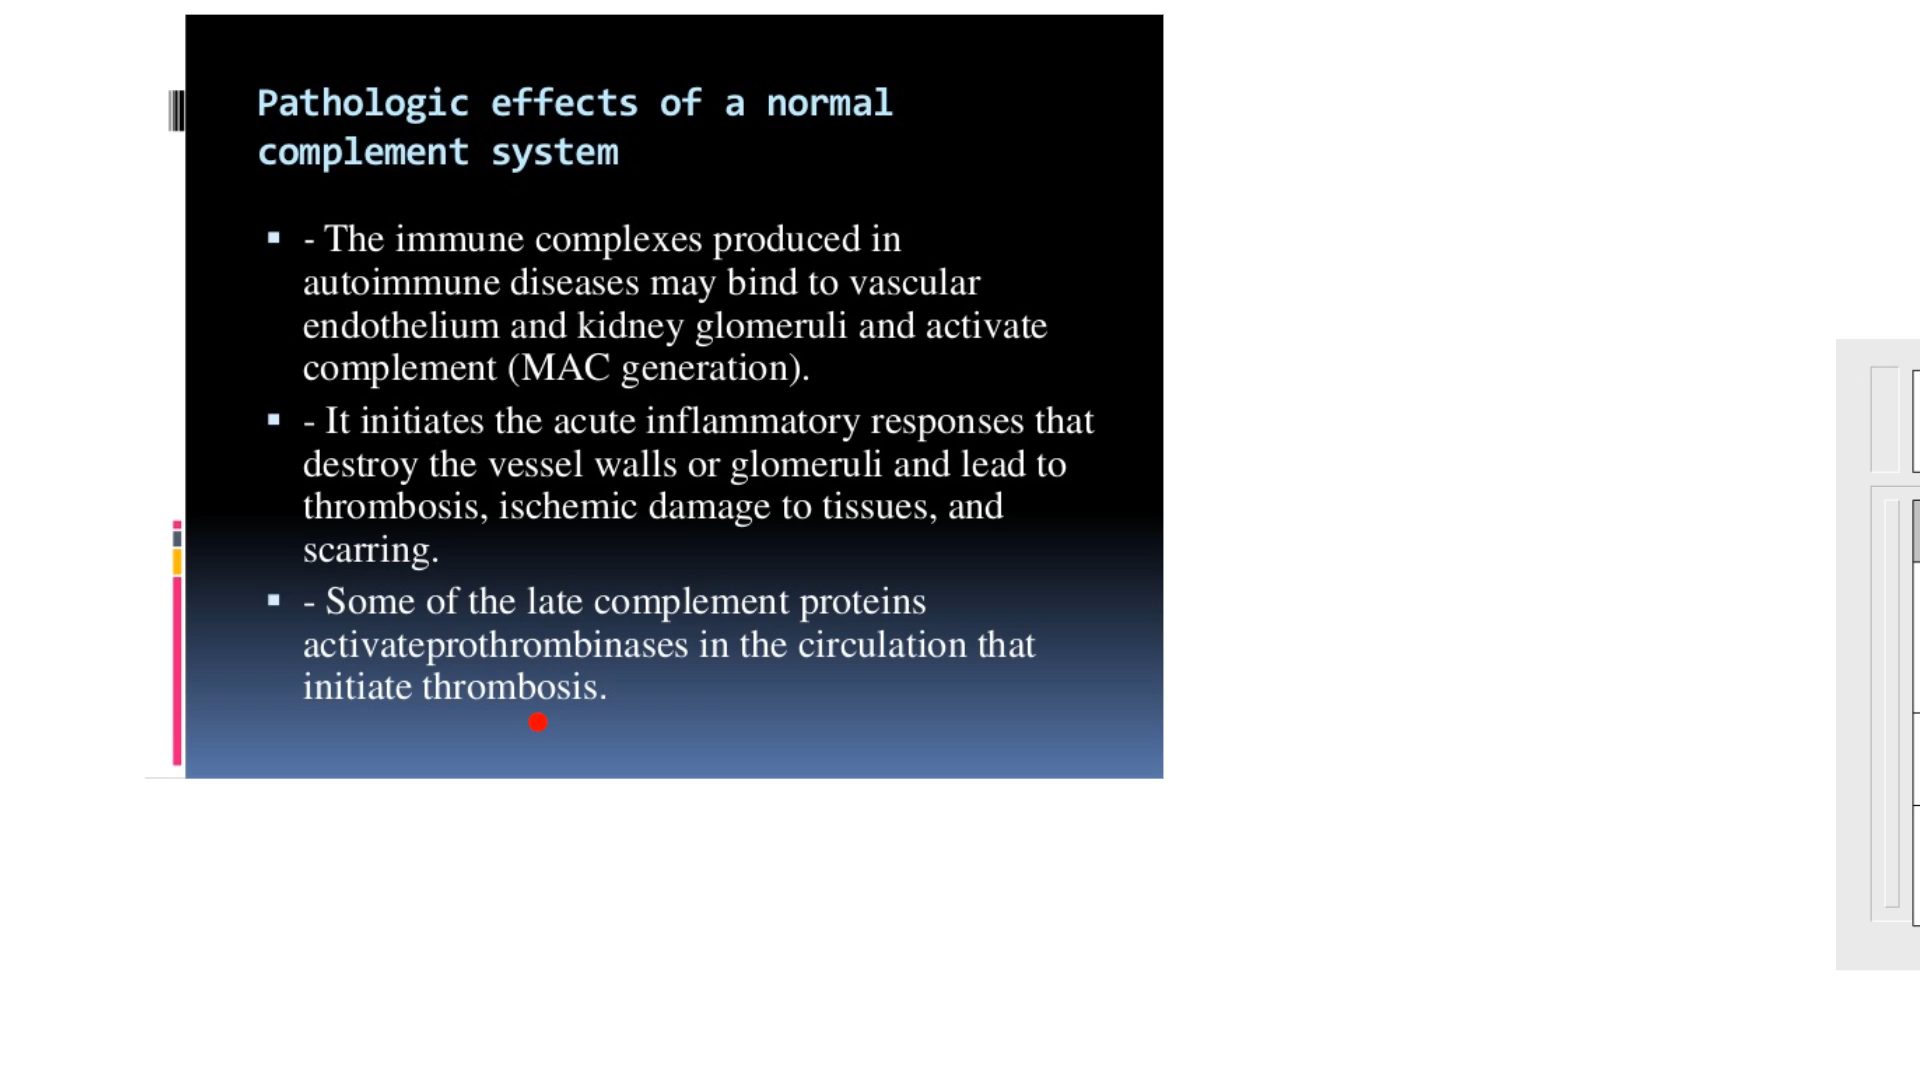 Pathologic effects of a normal
complement system
- The immune complexes produced in
autoimmune diseases may bind to vascular
endothelium and kidney glomeruli and activate
complement (MAC generation).
- It initiates the acute inflammatory responses that
destroy the vessel walls or glomeruli and lead to
thrombosis, ischemic damage to tissues, and
scarring.
- Some of the late complement proteins
activateprothrombinases in the circulation that
initiate thrombosis.